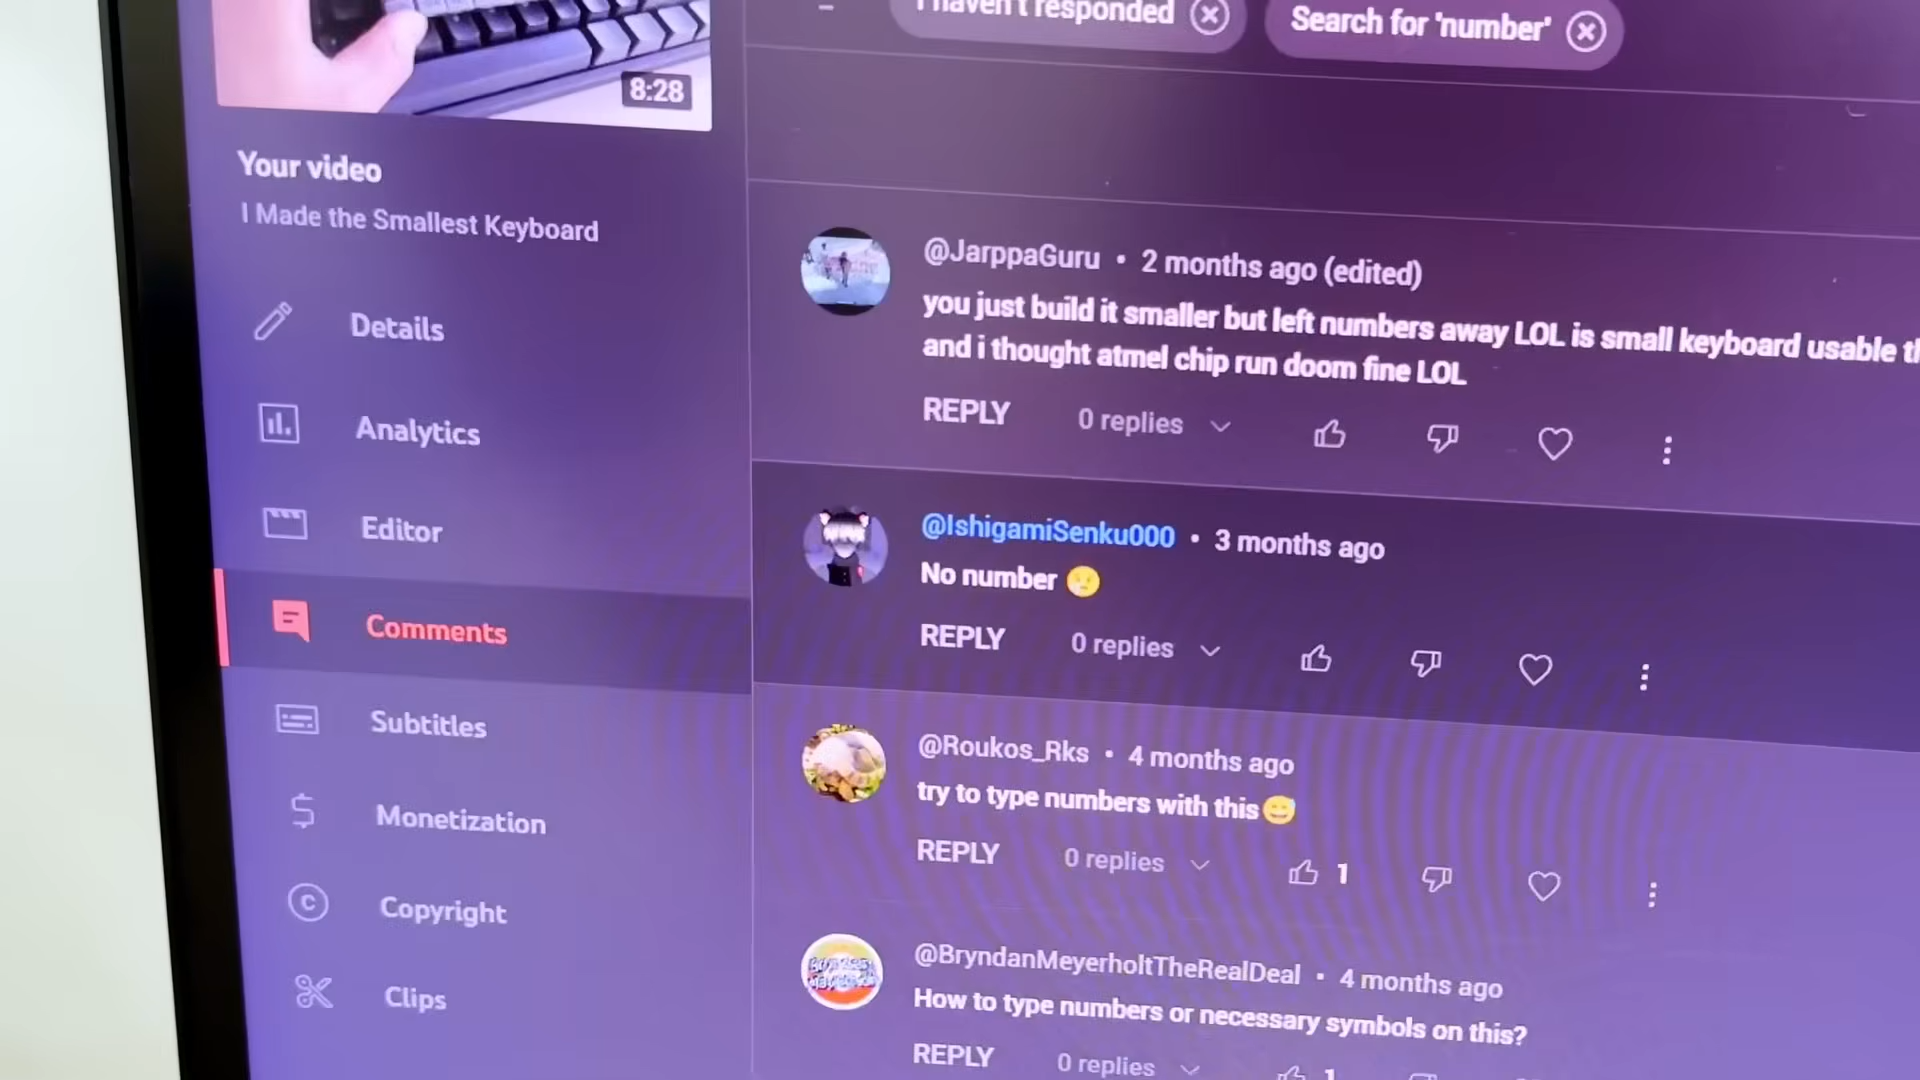 I haven't responded
Search for 'number'
8:28
Your video
I Made the Smallest Keyboard
Details
Analytics
Editor
Comments
Subtitles
Monetization
Copyright
Clips
@JarppaGuru • 2 months ago (edited)
you just build it smaller but left numbers away LOL is small keyboard usable
and i thought atmel chip run doom fine LOL
REPLY 0 replies
@IshigamiSenku000 • 3 months ago
No number 😥
REPLY 0 replies
@Roukos_Rks • 4 months ago
try to type numbers with this😅
REPLY 0 replies 1
@BryndanMeyerholtTheRealDeal • 4 months ago
How to type numbers or necessary symbols on this?
REPLY 0 replies 1